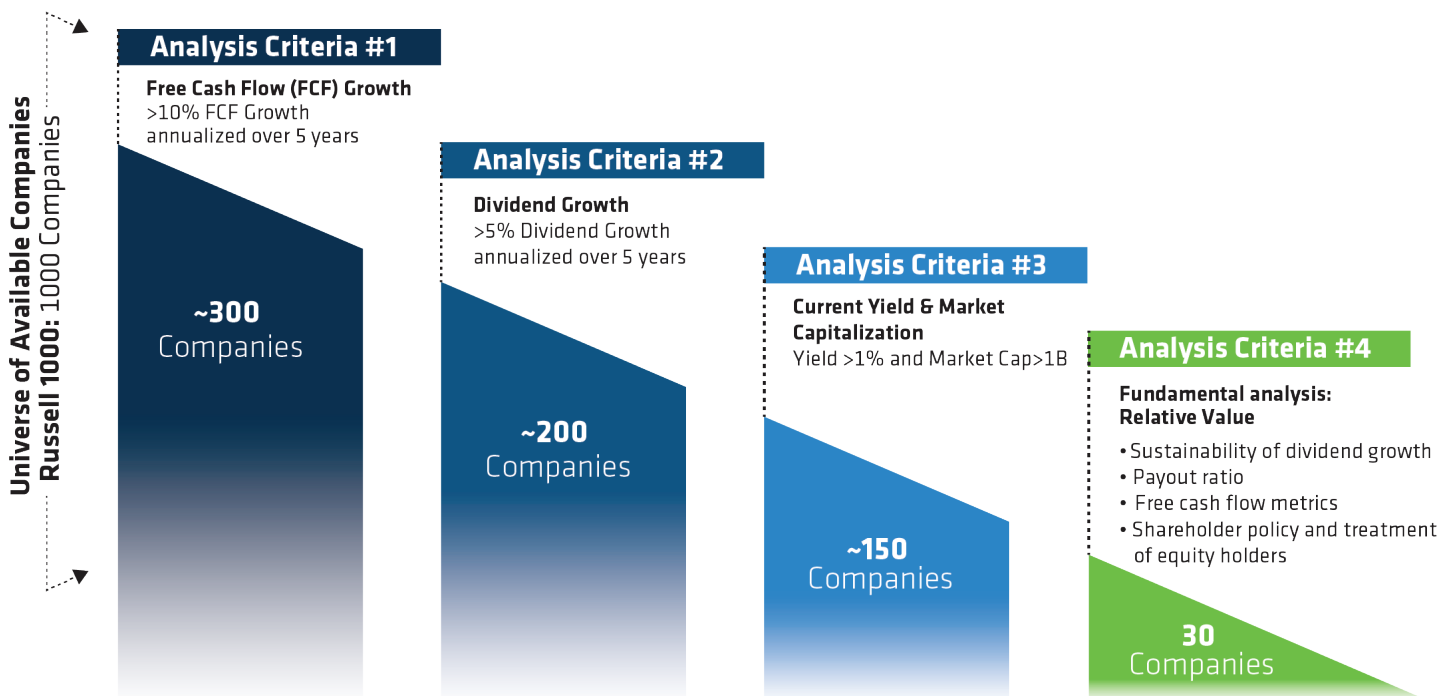 Universe of Available Companies
Russell 1000: 1000 Companies
Analysis Criteria #1
Free Cash Flow (FCF) Growth
>10% FCF Growth
annualized over 5 years
~300
Companies
Analysis Criteria #2
Dividend Growth
>5% Dividend Growth
annualized over 5 years
~200
Companies
Analysis Criteria #3
Current Yield & Market
Capitalization
Yield >1% and Market Cap>1B
~150
Companies
Analysis Criteria #4
Fundamental analysis:
Relative Value
• Sustainability of dividend growth
• Payout ratio
• Free cash flow metrics
• Shareholder policy and treatment
of equity holders
30
Companies